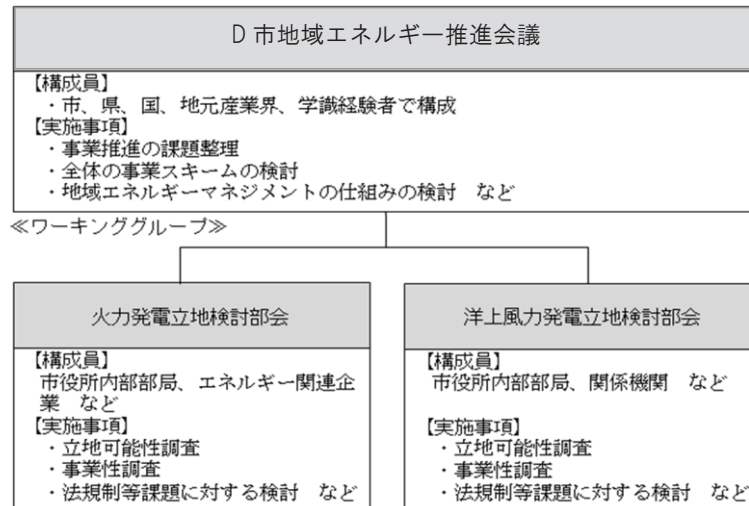 D市地域エネルギー推進会議
【構成員】
・市、県、国、地元産業界、学識経験者で構成
【実施事項】
・事業推進の課題整理
・全体の事業スキームの検討
・地域エネルギーマネジメントの仕組みの検討　など
≪ワーキンググループ≫
火力発電立地検討部会
【構成員】
市役所内部部局、エネルギー関連企
業　など
【実施事項】
・立地可能性調査
・事業性調査
・法規制等課題に対する検討　など
洋上風力発電立地検討部会
【構成員】
市役所内部部局、関係機関　など
【実施事項】
・立地可能性調査
・事業性調査
・法規制等課題に対する検討　など